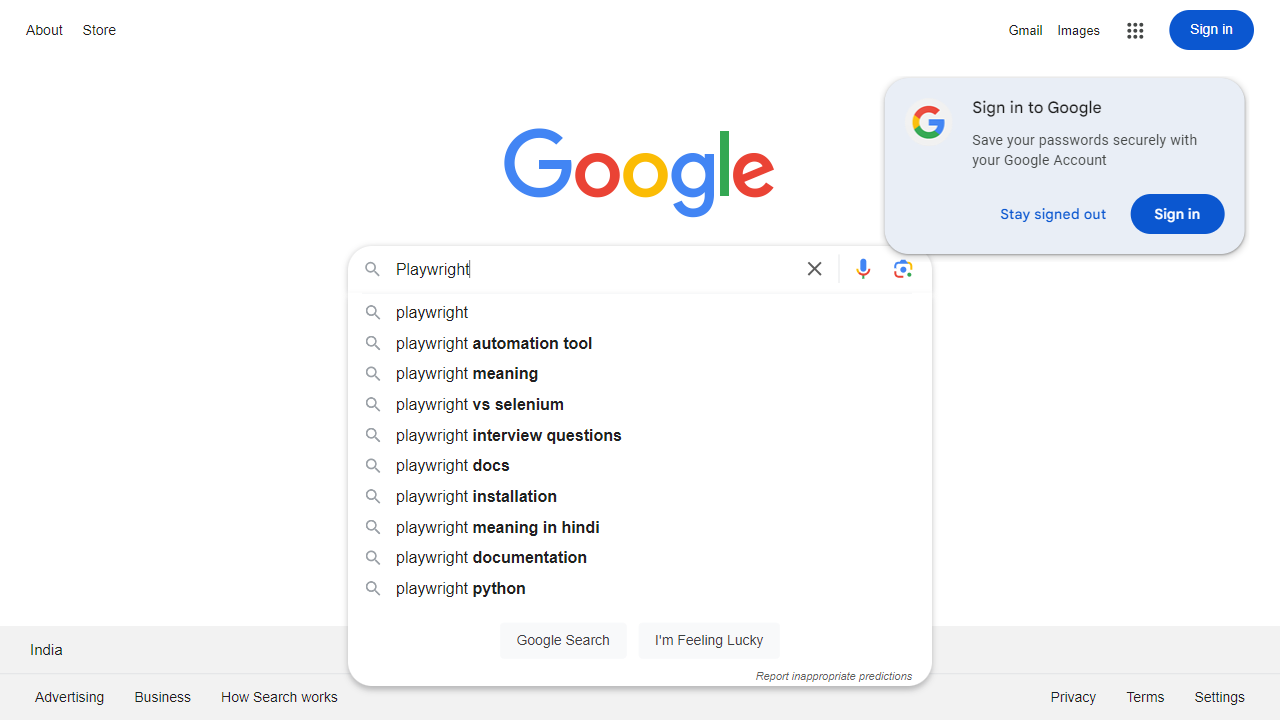 About Store Gmail Images Sign in
Google
Sign in to Google
Save your passwords securely with
your Google Account
Stay signed out Sign in
Playwright
playwright
playwright automation tool
playwright meaning
playwright vs selenium
playwright interview questions
playwright docs
playwright installation
playwright meaning in hindi
playwright documentation
playwright python
Google Search I'm Feeling Lucky
Report inappropriate predictions
India
Advertising Business How Search works Privacy Terms Settings